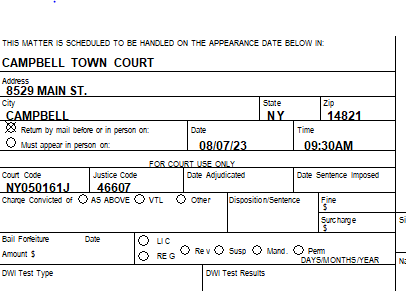 THIS MATTER IS SCHEDULED TO BE HANDLED ON THE APPEARANCE DATE BELOW IN:
CAMPBELL TOWN COURT
Address
8529 MAIN ST.
City State Zip
CAMPBELL NY 14821
Return by mail before or in person on: Date Time
Must appear in person on: 08/07/23 09:30AM
FOR COURT USE ONLY
Court Code Justice Code Date Adjudicated Date Sentence Imposed
NY050161J 46607
Charge Convicted of AS ABOVE VTL Other Disposition/Sentence Fine
$
Surcharge Si
$
Bail Forfeiture Date LIC
Amount $ REG Rev Susp Mand. Perm
DAYS/MONTHS/YEAR Na
DWI Test Type DWI Test Results